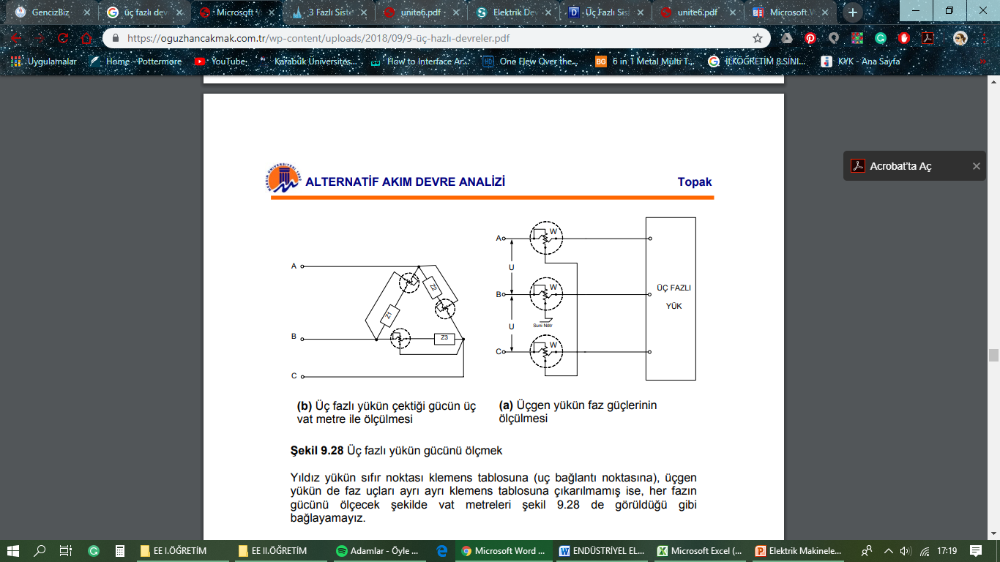 GencizBiz
üç fazlı dev
Microsoft W
3 Fazlı Siste
unite6.pdf
Elektrik Dev
Üç Fazlı Sis
unite6.pdf
Microsoft W
https://oguzhancakmak.com.tr/wp-content/uploads/2018/09/9-üç-hazlı-devreler.pdf
Uygulamalar
Home - Pottermore
YouTube
Karabük Üniversites...
How to Interface Ar...
One Flew Over the...
6 in 1 Metal Multi T...
İLKÖĞRETİM 8.SINI...
KYK - Ana Sayfa
Acrobat'ta Aç
ALTERNATİF AKIM DEVRE ANALİZİ Topak
A
B
C
Z1
Z2
Z3
A
W
U
B
W
Suni Nötr
U
C
W
ÜÇ FAZLI
YÜK
(b) Üç fazlı yükün çektiği gücün üç
vat metre ile ölçülmesi
(a) Üçgen yükün faz güçlerinin
ölçülmesi
Şekil 9.28 Üç fazlı yükün gücünü ölçmek
Yıldız yükün sıfır noktası klemens tablosuna (uç bağlantı noktasına), üçgen
yükün de faz uçları ayrı ayrı klemens tablosuna çıkarılmamış ise, her fazın
gücünü ölçecek şekilde vat metreleri şekil 9.28 de görüldüğü gibi
bağlayamayız.
EE I.ÖĞRETİM
EE II.ÖĞRETİM
Adamlar - Öyle ...
Microsoft Word ...
ENDÜSTRİYEL EL...
Microsoft Excel (...
Elektrik Makinele...
17:19